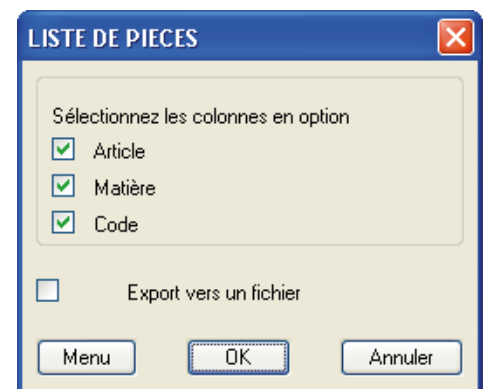 LISTE DE PIECES
Sélectionnez les colonnes en option
Article
Matière
Code
Export vers un fichier
Menu OK Annuler